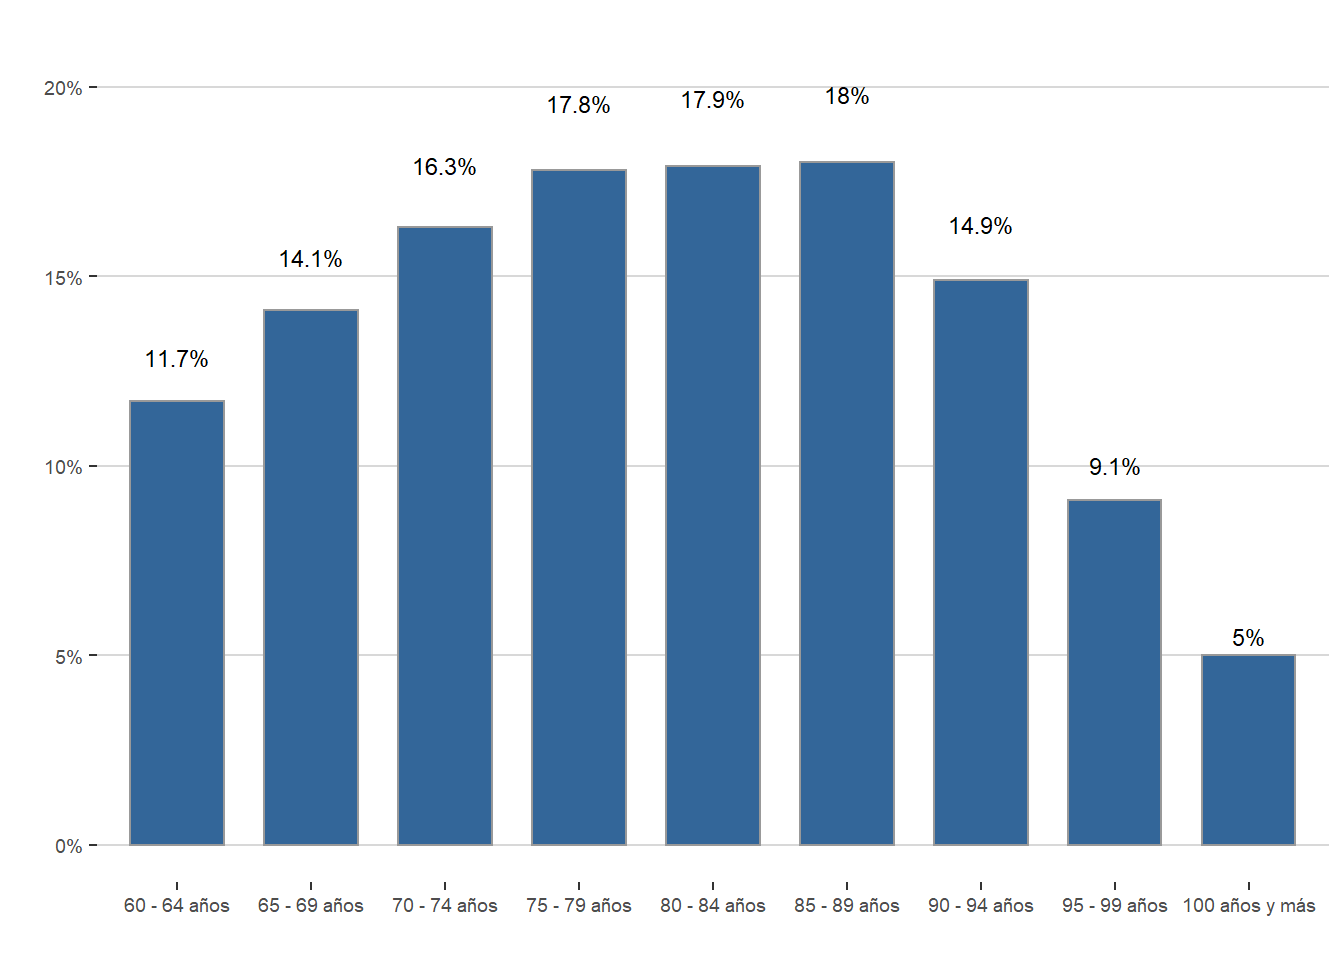 20%
15%
10%
5%
0%
11.7%
14.1%
16.3%
17.8%
17.9%
18%
14.9%
9.1%
5%
60 - 64 años
65 - 69 años
70 - 74 años
75 - 79 años
80 - 84 años
85 - 89 años
90 - 94 años
95 - 99 años
100 años y más